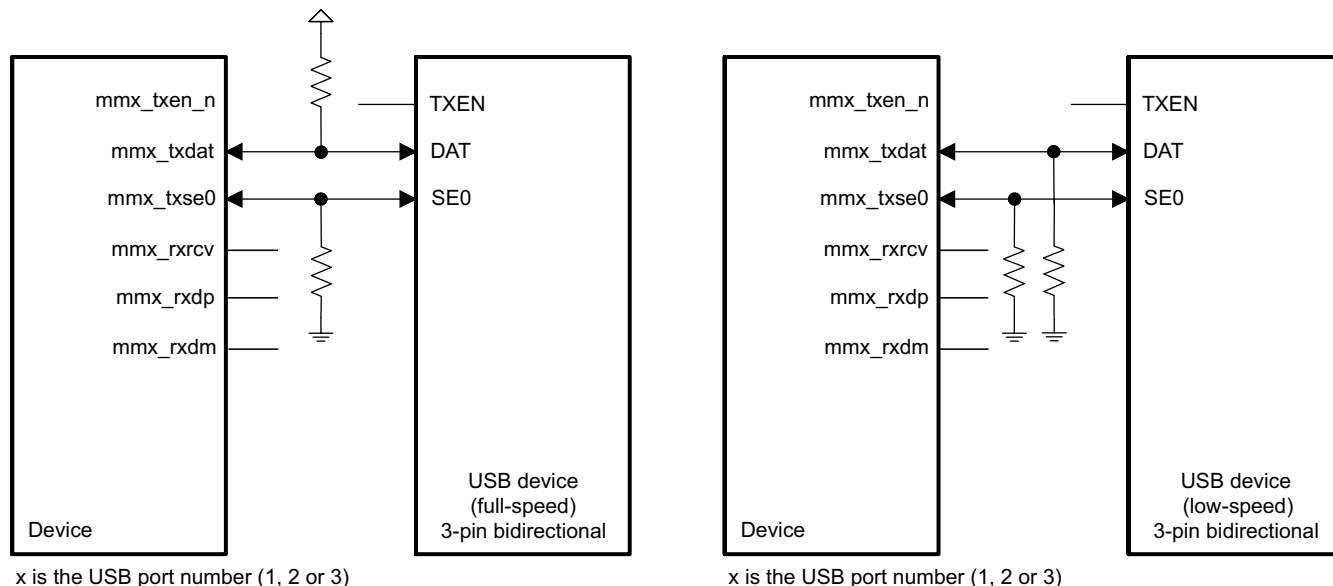 mmx_txen_n
mmx_txdat
mmx_txse0
mmx_rxrcv
mmx_rxdp
mmx_rxdm
Device
TXEN
DAT
SE0
USB device
(full-speed)
3-pin bidirectional
x is the USB port number (1, 2 or 3)
mmx_txen_n
mmx_txdat
mmx_txse0
mmx_rxrcv
mmx_rxdp
mmx_rxdm
Device
TXEN
DAT
SE0
USB device
(low-speed)
3-pin bidirectional
x is the USB port number (1, 2 or 3)